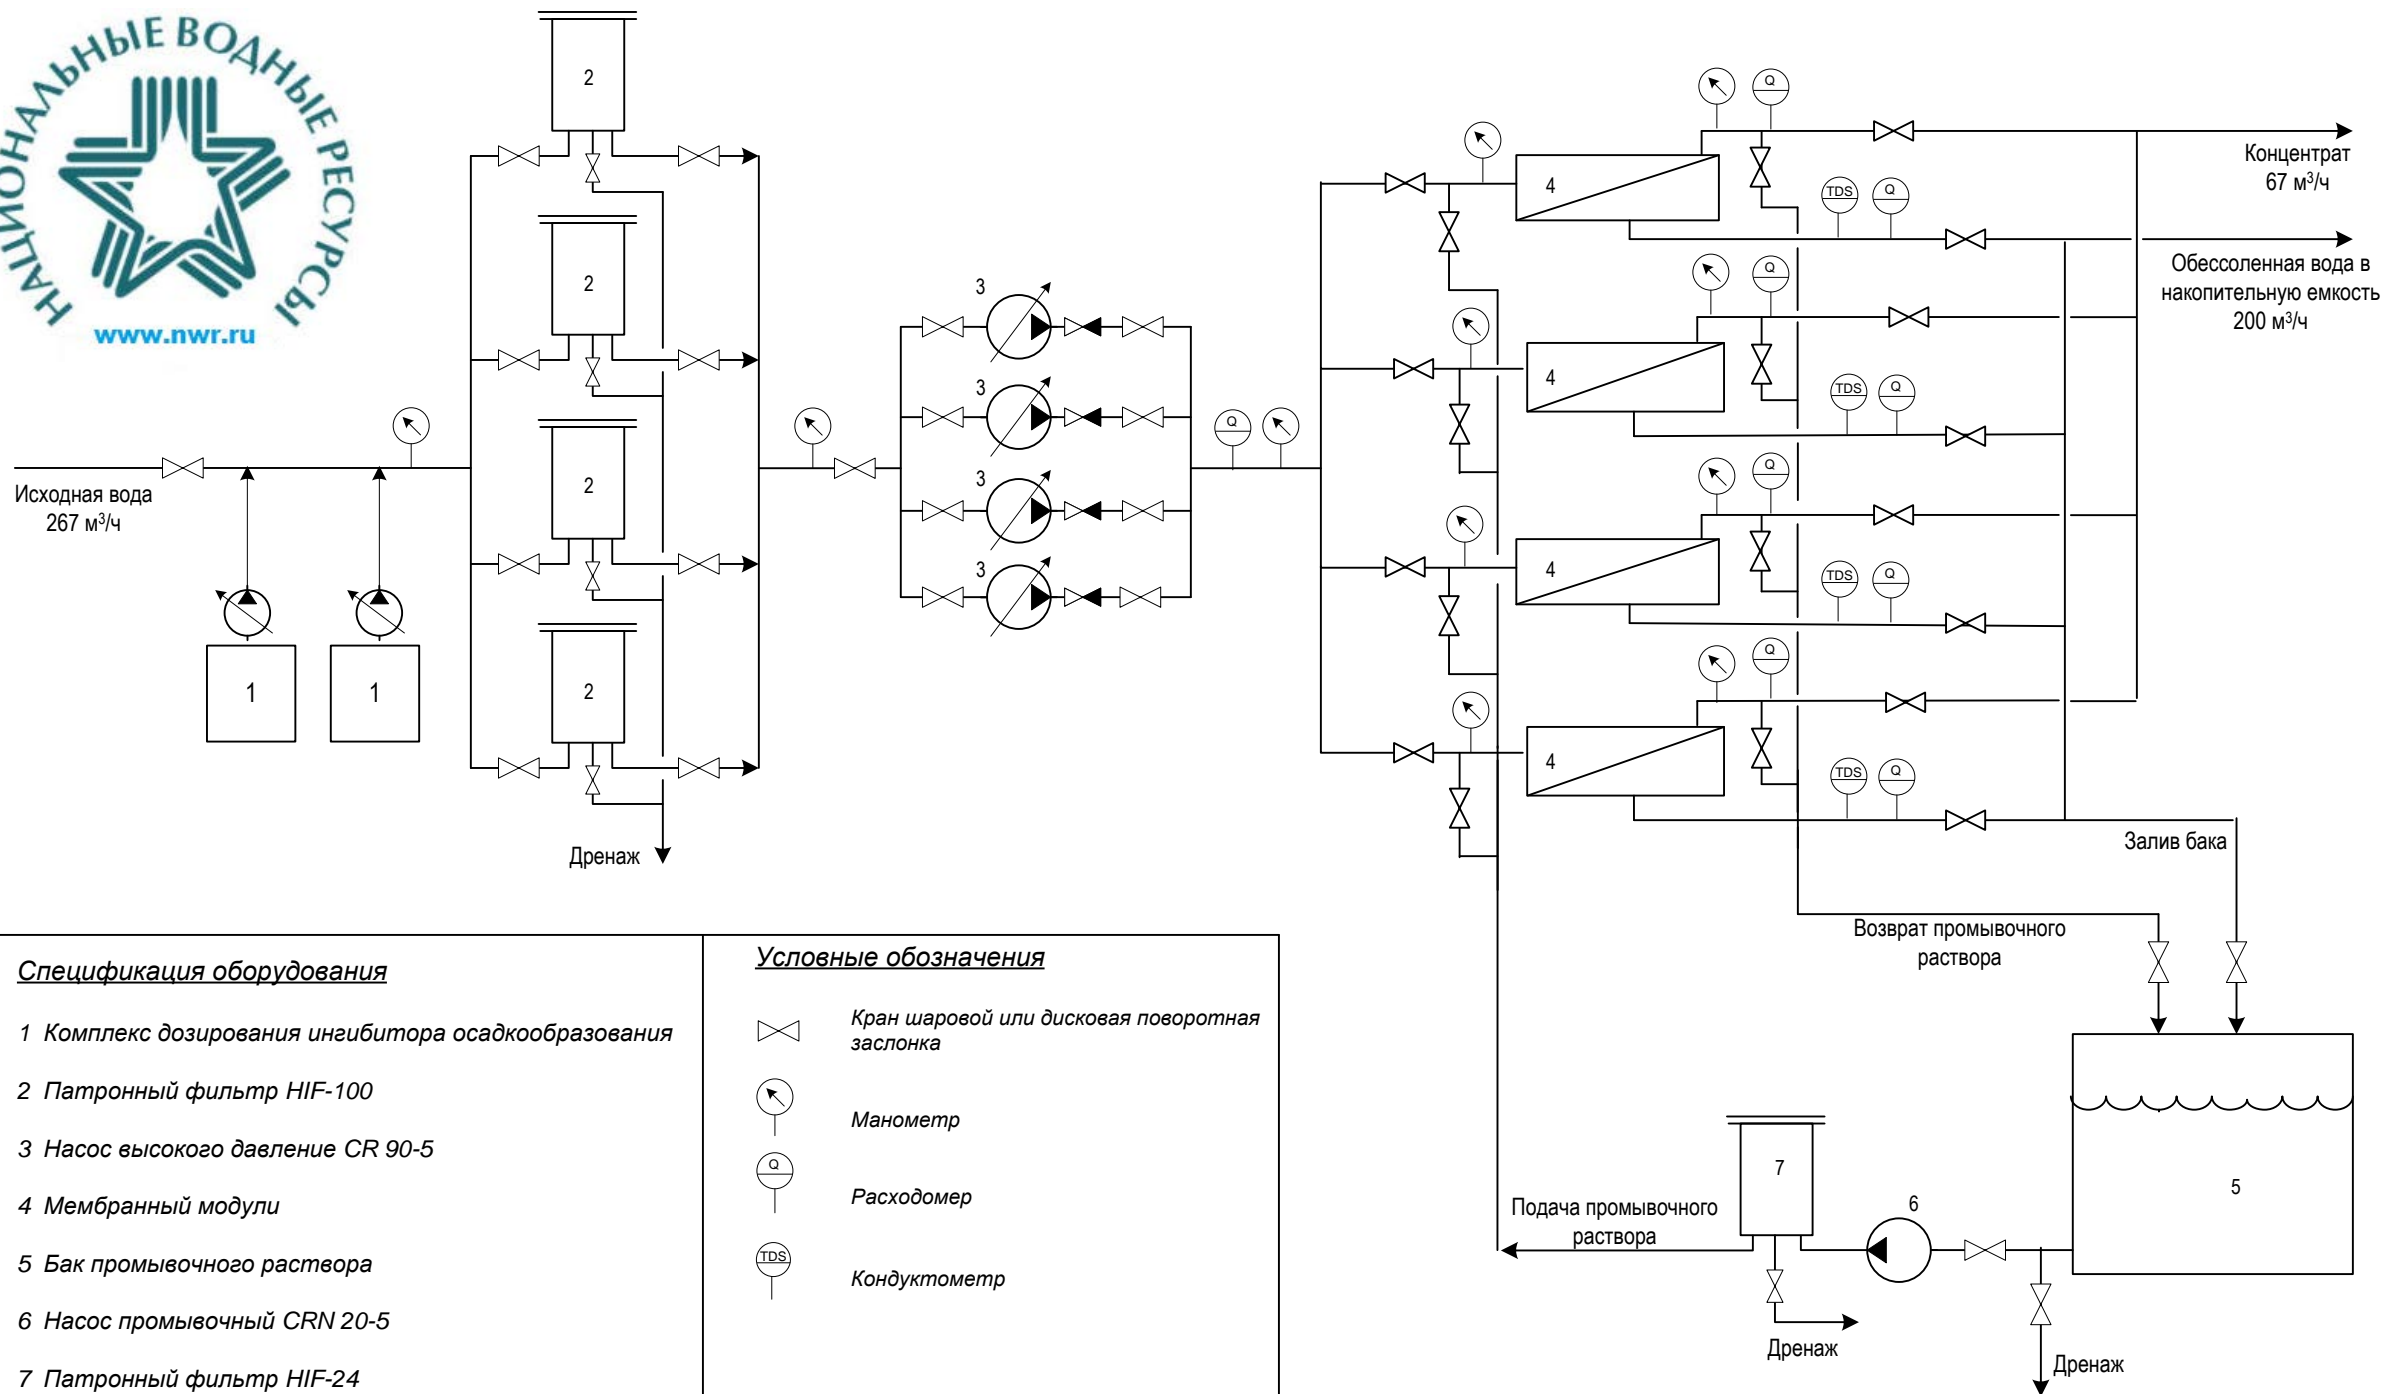 НАЦИОНАЛЬНЫЕ ВОДНЫЕ РЕСУРСЫ
www.nwr.ru
2
2
2
2
Исходная вода
267 м³/ч
1
1
Дренаж
3
3
3
3
Q
4
4
4
4
Q
TDS
Q
Q
TDS
Q
Q
TDS
Q
Q
TDS
Q
Концентрат
67 м³/ч
Обессоленная вода в
накопительную емкость
200 м³/ч
Залив бака
Возврат промывочного
раствора
5
6
7
Подача промывочного
раствора
Дренаж
Дренаж
Спецификация оборудования
1 Комплекс дозирования ингибитора осадкообразования
2 Патронный фильтр HIF-100
3 Насос высокого давление CR 90-5
4 Мембранный модули
5 Бак промывочного раствора
6 Насос промывочный CRN 20-5
7 Патронный фильтр HIF-24
Условные обозначения
Кран шаровой или дисковая поворотная
заслонка
Манометр
Q
Расходомер
TDS
Кондуктометр